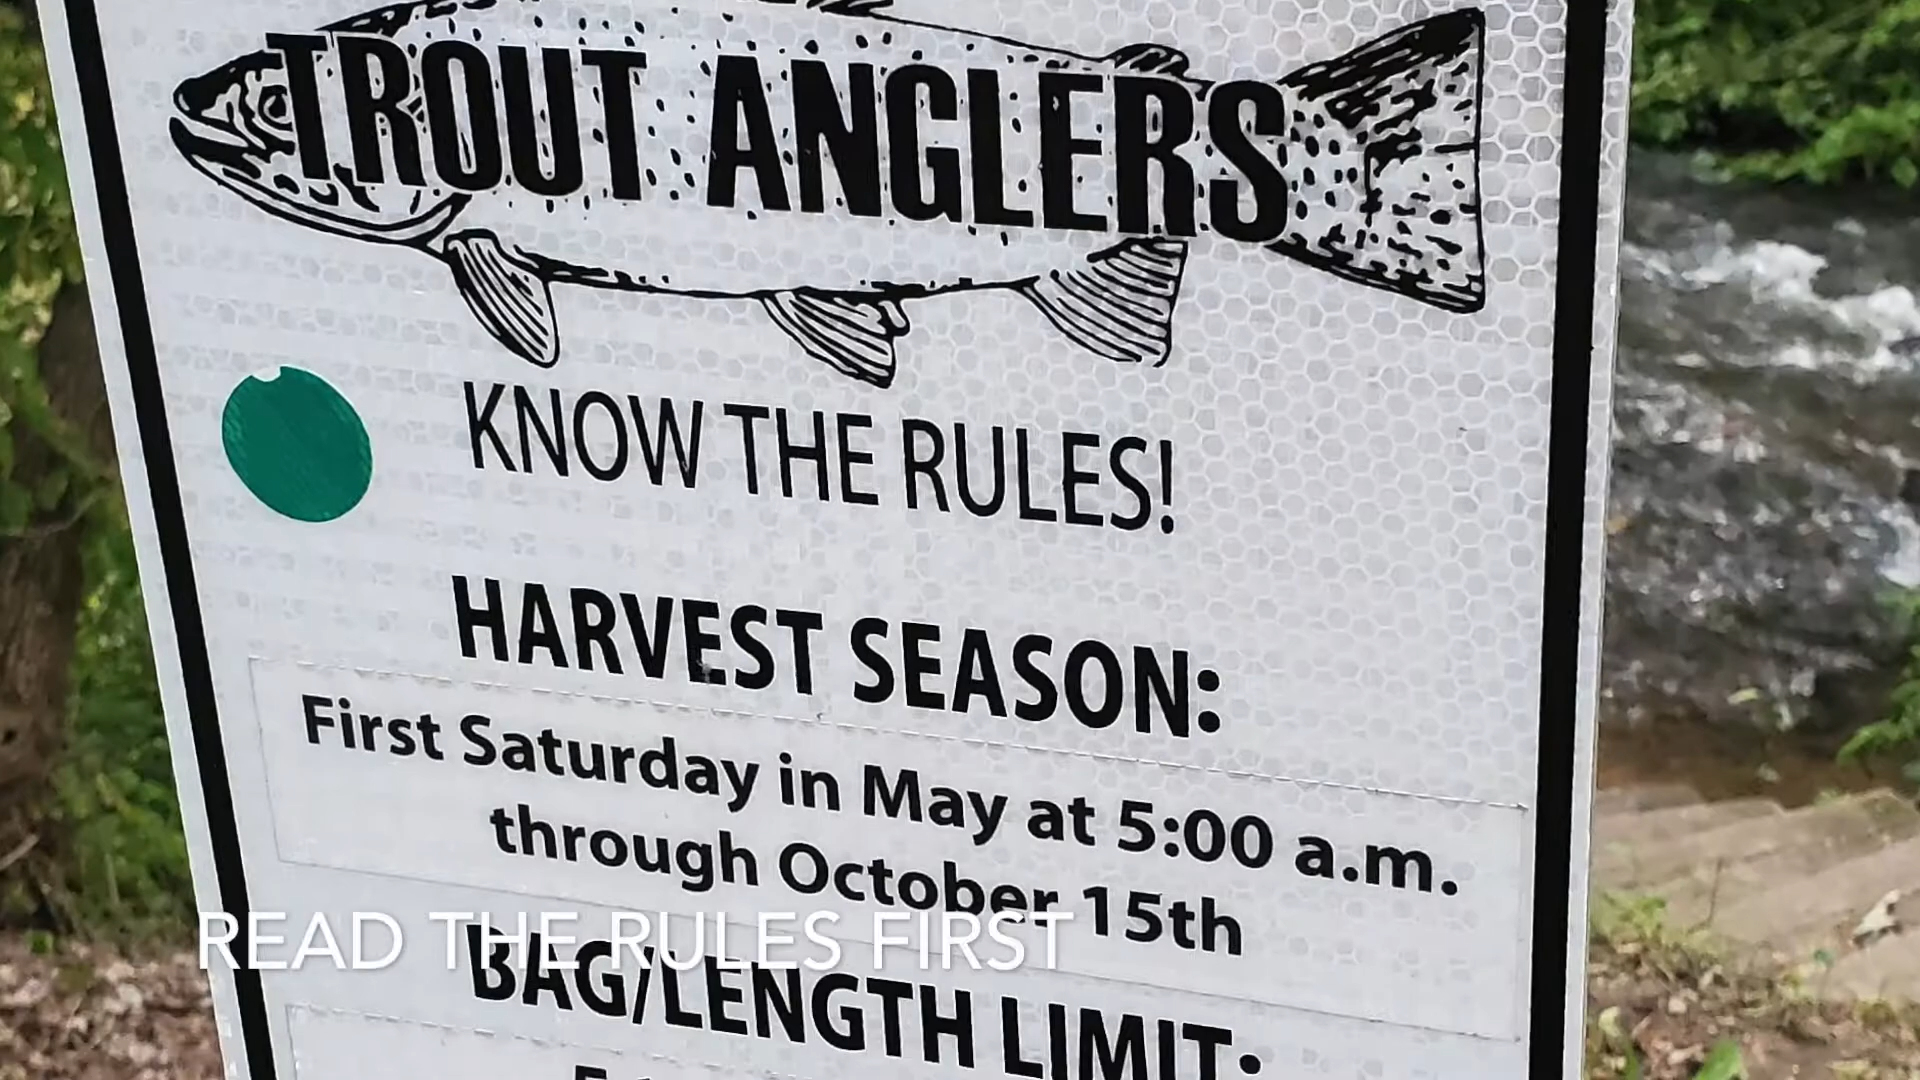 TROUT ANGLERS
KNOW THE RULES!
HARVEST SEASON:
First Saturday in May at 5:00 a.m.
through October 15th
READ THE RULES FIRST
BAG/LENGTH LIMIT: